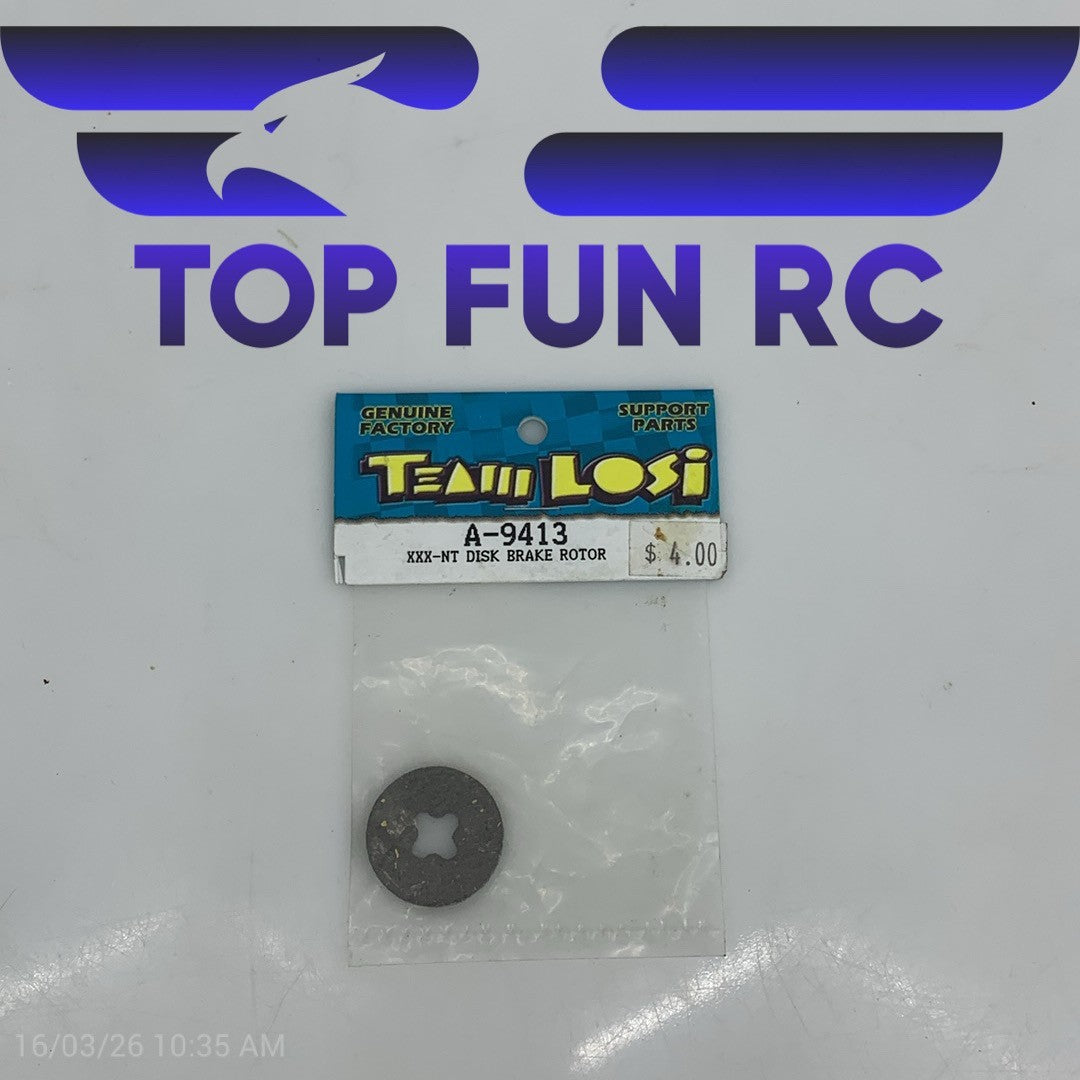 TOP FUN RC
GENUINE
FACTORY
SUPPORT
PARTS
TEAM LOSi
A-9413
XXX-NT DISK BRAKE ROTOR
$ 4.00
16/03/26 10:35 AM